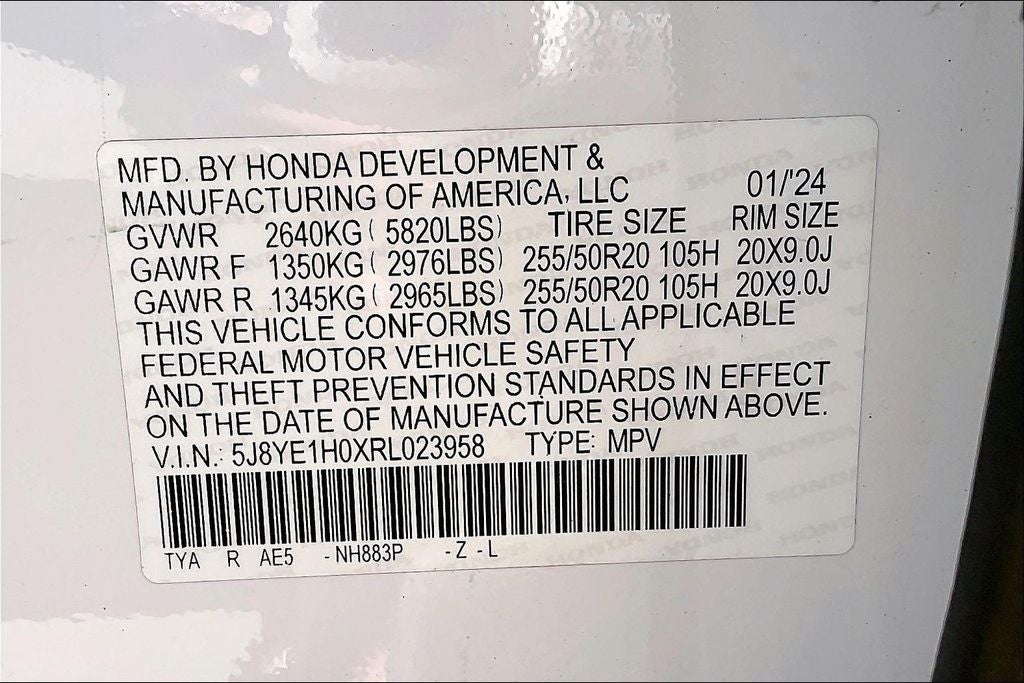 MFD. BY HONDA DEVELOPMENT &
MANUFACTURING OF AMERICA, LLC 01/'24
GVWR 2640KG ( 5820LBS) TIRE SIZE RIM SIZE
GAWR F 1350KG ( 2976LBS) 255/50R20 105H 20X9.0J
GAWR R 1345KG ( 2965LBS) 255/50R20 105H 20X9.0J
THIS VEHICLE CONFORMS TO ALL APPLICABLE
FEDERAL MOTOR VEHICLE SAFETY
AND THEFT PREVENTION STANDARDS IN EFFECT
ON THE DATE OF MANUFACTURE SHOWN ABOVE.
V.I.N.: 5J8YE1H0XRL023958 TYPE: MPV
TYA R AE5 -NH883P -Z -L